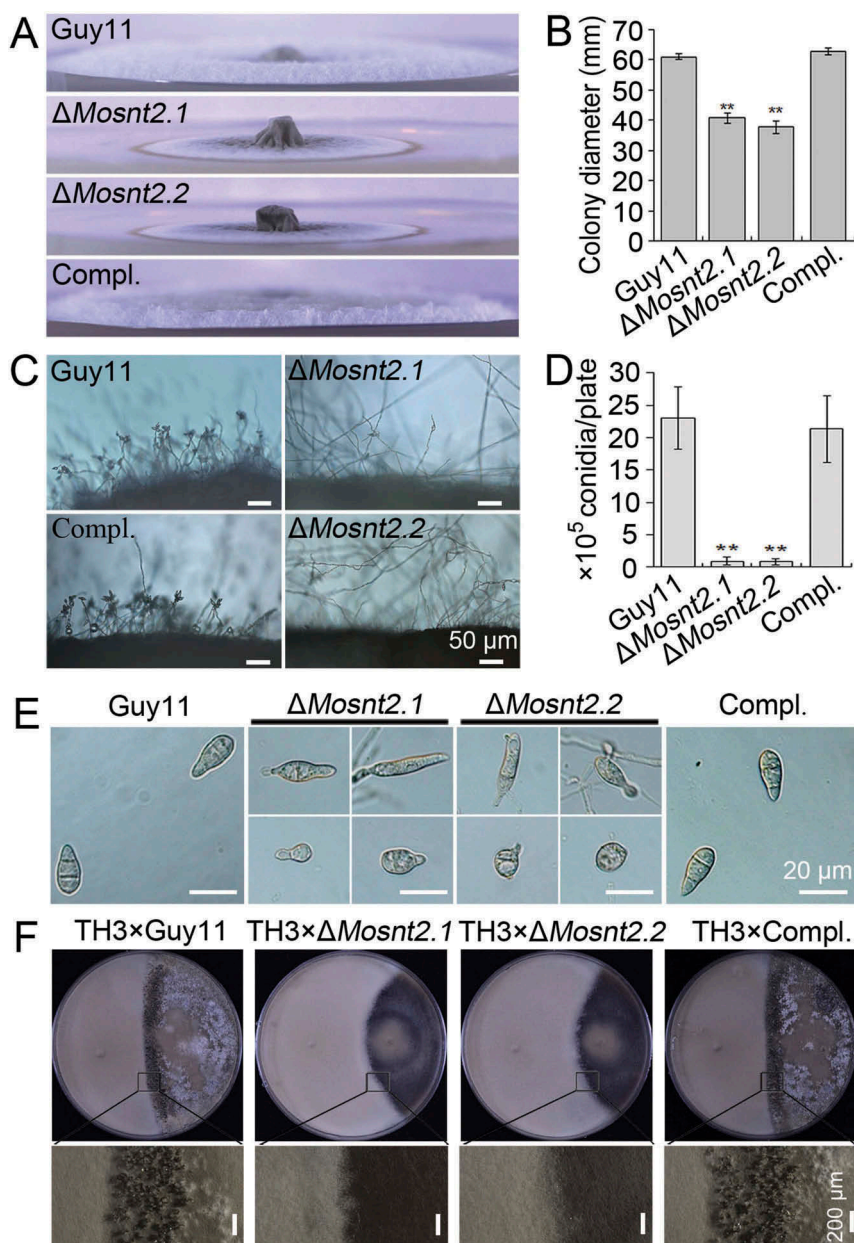 A
Guy11
ΔMosnt2.1
ΔMosnt2.2
Compl.
B
Colony diameter (mm)
70
60
50
40
30
20
10
0
**
**
Guy11
ΔMosnt2.1
ΔMosnt2.2
Compl.
C
Guy11
ΔMosnt2.1
Compl.
ΔMosnt2.2
50 µm
D
×10⁵ conidia/plate
30
25
20
15
10
5
0
**
**
Guy11
ΔMosnt2.1
ΔMosnt2.2
Compl.
E
Guy11
ΔMosnt2.1
ΔMosnt2.2
Compl.
20 µm
F
TH3×Guy11
TH3×ΔMosnt2.1
TH3×ΔMosnt2.2
TH3×Compl.
200 µm